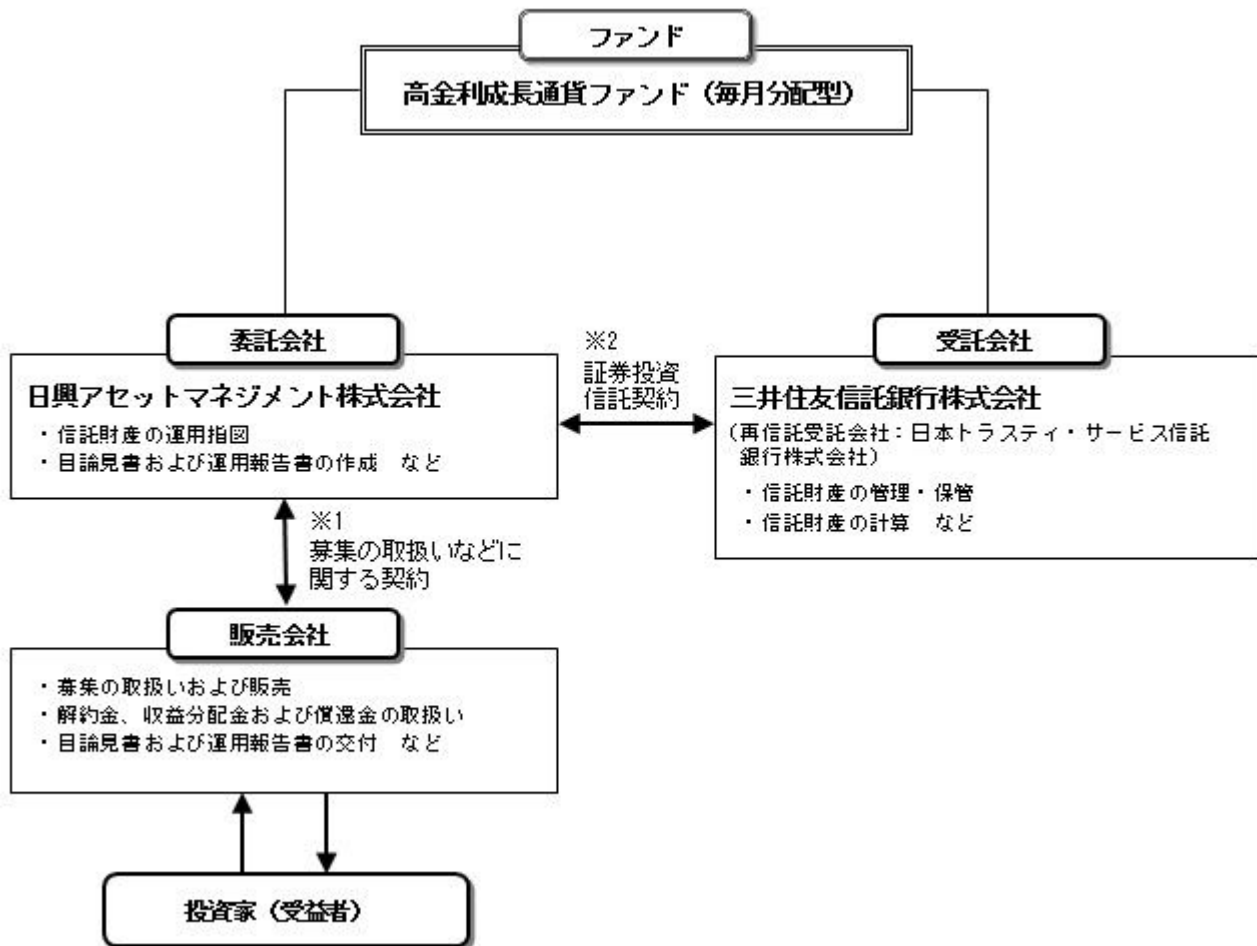 ファンド
高金利成長通貨ファンド（毎月分配型）
委託会社
日興アセットマネジメント株式会社
・信託財産の運用指図
・目論見書および運用報告書の作成　など
※2
証券投資
信託契約
受託会社
三井住友信託銀行株式会社
（再信託受託会社：日本トラスティ・サービス信託
銀行株式会社）
・信託財産の管理・保管
・信託財産の計算　など
※1
募集の取扱いなどに
関する契約
販売会社
・募集の取扱いおよび販売
・解約金、収益分配金および償還金の取扱い
・目論見書および運用報告書の交付　など
投資家（受益者）